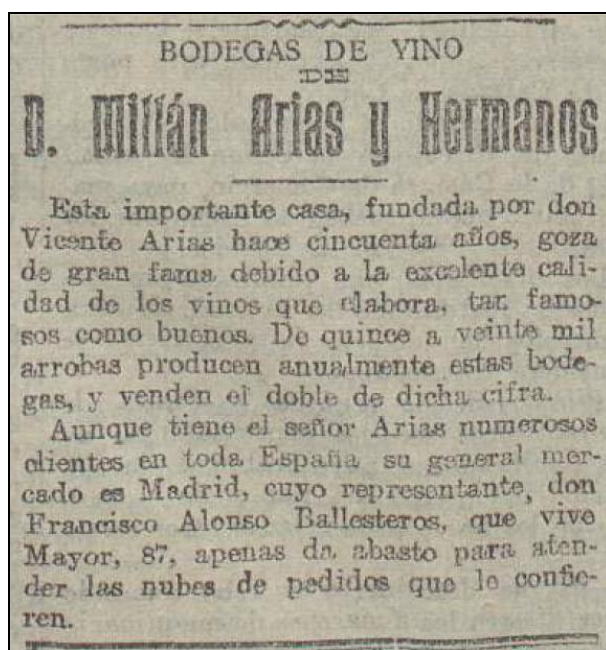 BODEGAS DE VINO
DE
D. Millán Arias y Hermanos
Esta importante casa, fundada por don
Vicente Arias hace cincuenta años, goza
de gran fama debido a la excelente cali-
dad de los vinos que elabora, tan famo-
sos como buenos. De quince a veinte mil
arrobas producen anualmente estas bode-
gas, y venden el doble de dicha cifra.
Aunque tiene el señor Arias numerosos
clientes en toda España su general mer-
cado es Madrid, cuyo representante, don
Francisco Alonso Ballesteros, que vive
Mayor, 87, apenas da abasto para aten-
der las nubes de pedidos que le confie-
ren.